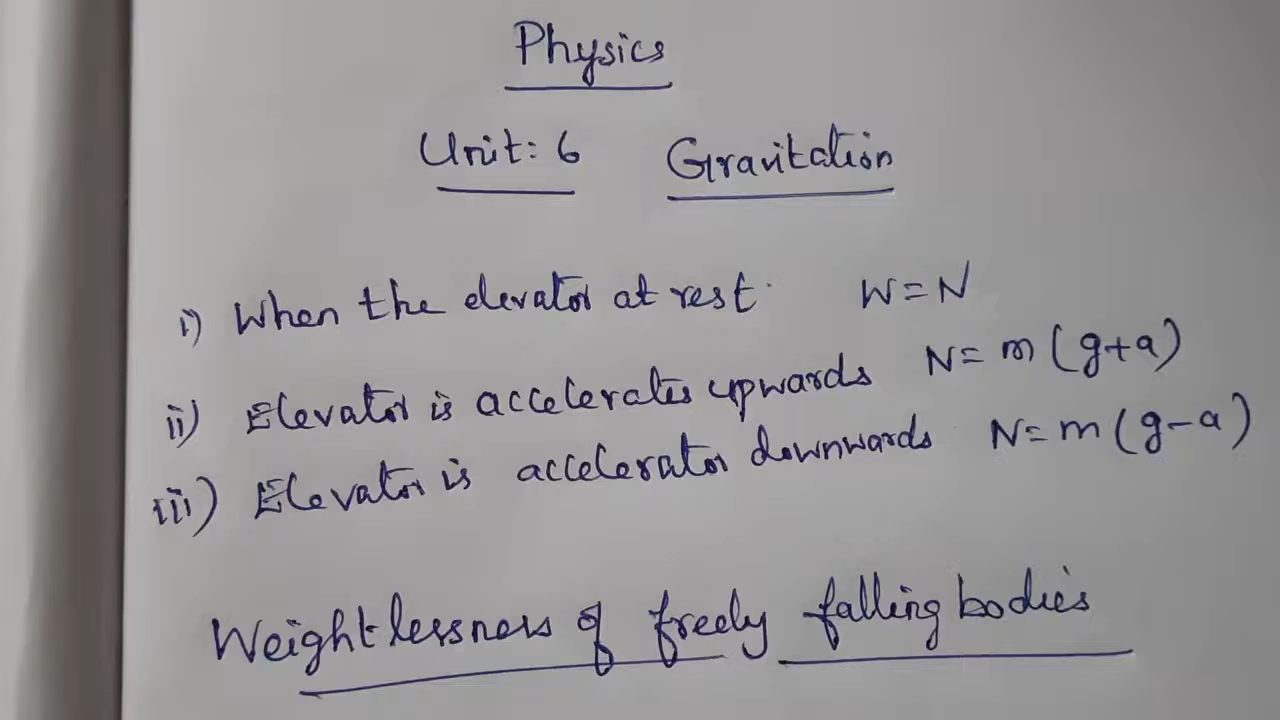 Physics
Unit: 6 Gravitation
i) When the elevator at rest. W = N
ii) Elevator is accelerates upwards N = m (g+a)
iii) Elevator is accelerator downwards N = m (g-a)
Weightlessness of freely falling bodies